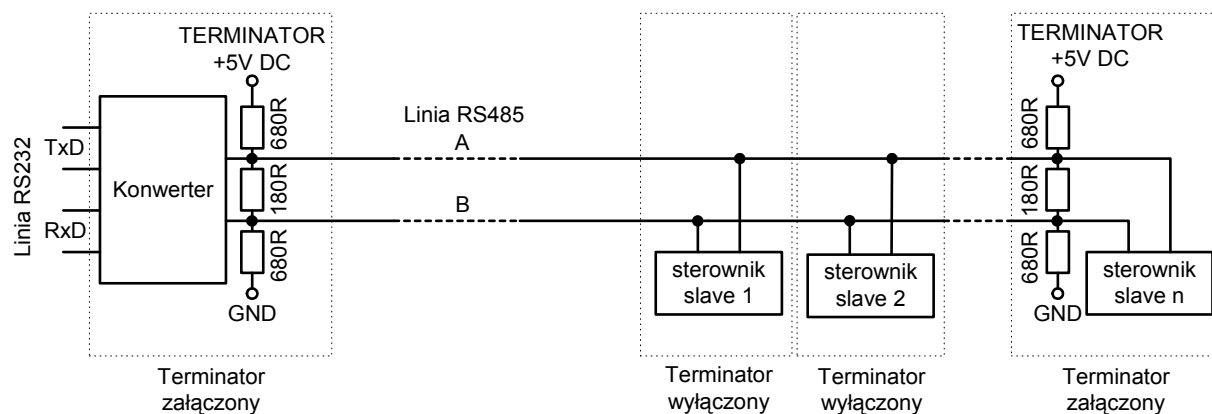 TERMINATOR
+5V DC
680R
180R
680R
GND
Linia RS232
TxD
RxD
Konwerter
Linia RS485
A
B
sterownik
slave 1
sterownik
slave 2
TERMINATOR
+5V DC
680R
180R
680R
GND
sterownik
slave n
Terminator
załączony
Terminator
wyłączony
Terminator
wyłączony
Terminator
załączony